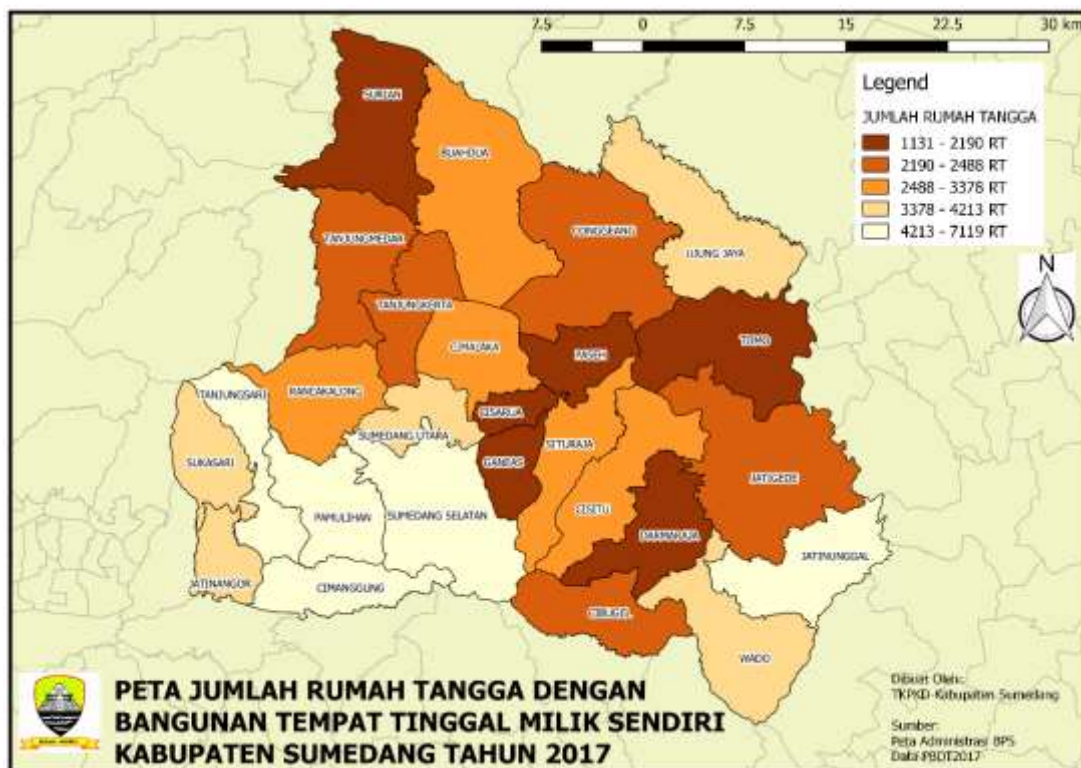 7.5 0 7.5 15 22.5 30 km
Legend
JUMLAH RUMAH TANGGA
1131 - 2190 RT
2190 - 2488 RT
2488 - 3378 RT
3378 - 4213 RT
4213 - 7119 RT
N
SURIAN
BUAHDUA
CONGGEANG
UJUNG JAYA
TANJUNGMEDAR
TANJUNGKERTA
CIMALAKA
PASEH
TOMO
TANJUNGSARI
RANCAKALONG
CISARUA
SUMEDANG UTARA
SITURAJA
SUKASARI
GANEAS
JATIGEDE
PAMULIHAN
SUMEDANG SELATAN
CISITU
DARMARAJA
JATINUNGGAL
JATINANGOR
CIMANGGUNG
CIBUGEL
WADO
PETA JUMLAH RUMAH TANGGA DENGAN
BANGUNAN TEMPAT TINGGAL MILIK SENDIRI
KABUPATEN SUMEDANG TAHUN 2017
Dibuat Oleh:
TKPKD Kabupaten Sumedang
Sumber:
Peta Administrasi BPS
Data PBDT2017